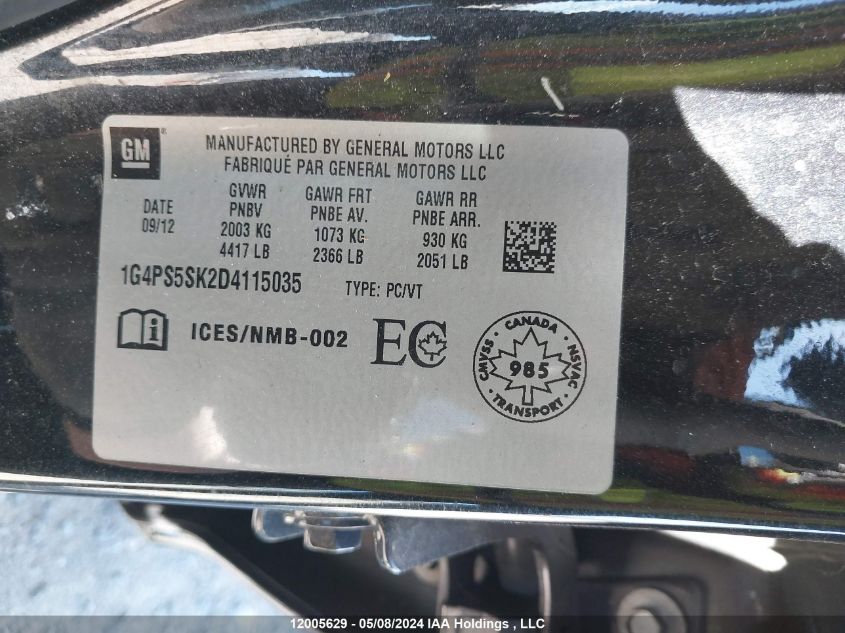 GM®
MANUFACTURED BY GENERAL MOTORS LLC
FABRIQUÉ PAR GENERAL MOTORS LLC
DATE
09/12
GVWR
PNBV
2003 KG
4417 LB
GAWR FRT
PNBE AV.
1073 KG
2366 LB
GAWR RR
PNBE ARR.
930 KG
2051 LB
1G4PS5SK2D4115035 TYPE: PC/VT
i ICES/NMB-002 EC
CANADA
CMVSS 985 NSVAC
TRANSPORT
12005629 - 05/08/2024 IAA Holdings , LLC